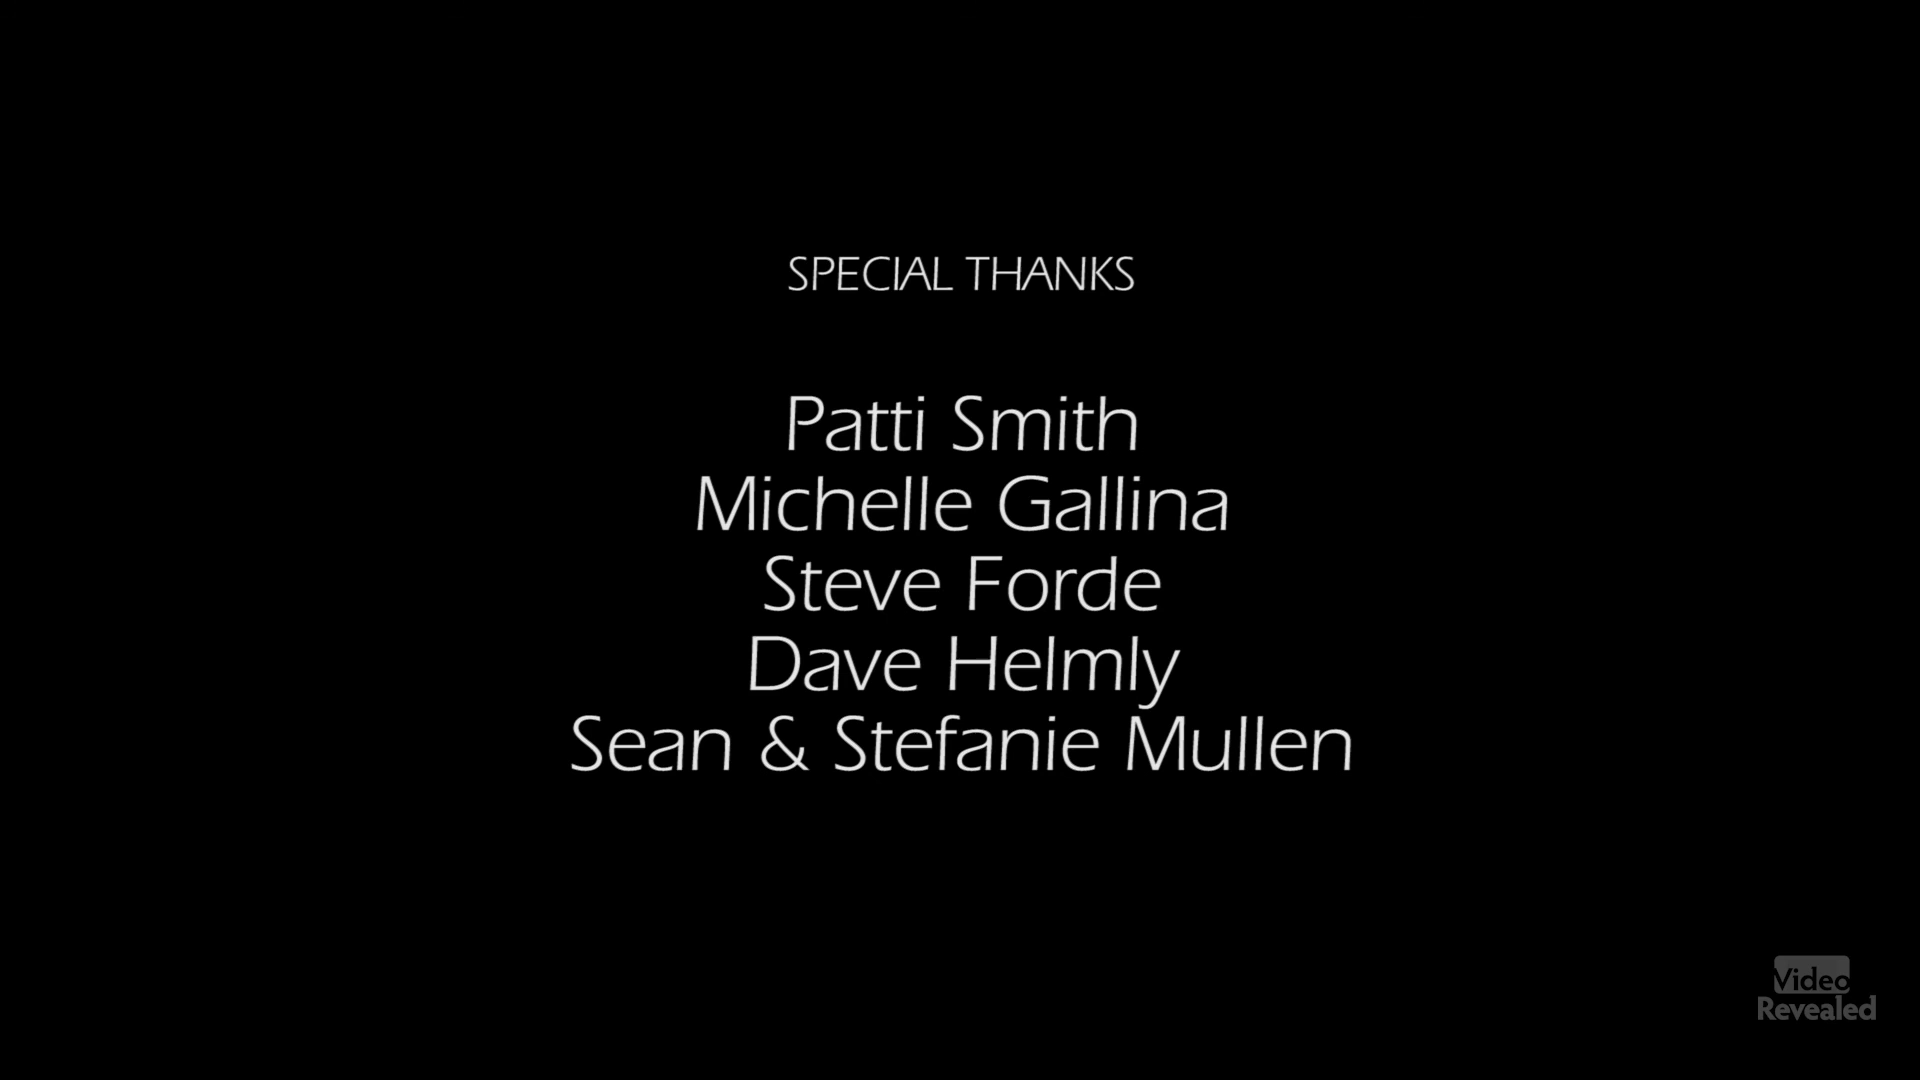 SPECIAL THANKS
Patti Smith
Michelle Gallina
Steve Forde
Dave Helmly
Sean & Stefanie Mullen
Video
Revealed